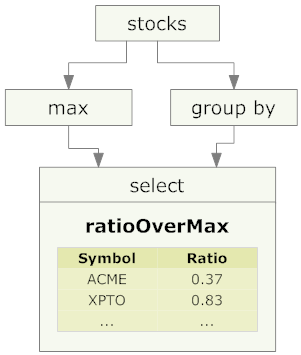 stocks
max
group by
select
ratioOverMax
Symbol Ratio
ACME 0.37
XPTO 0.83
... ...